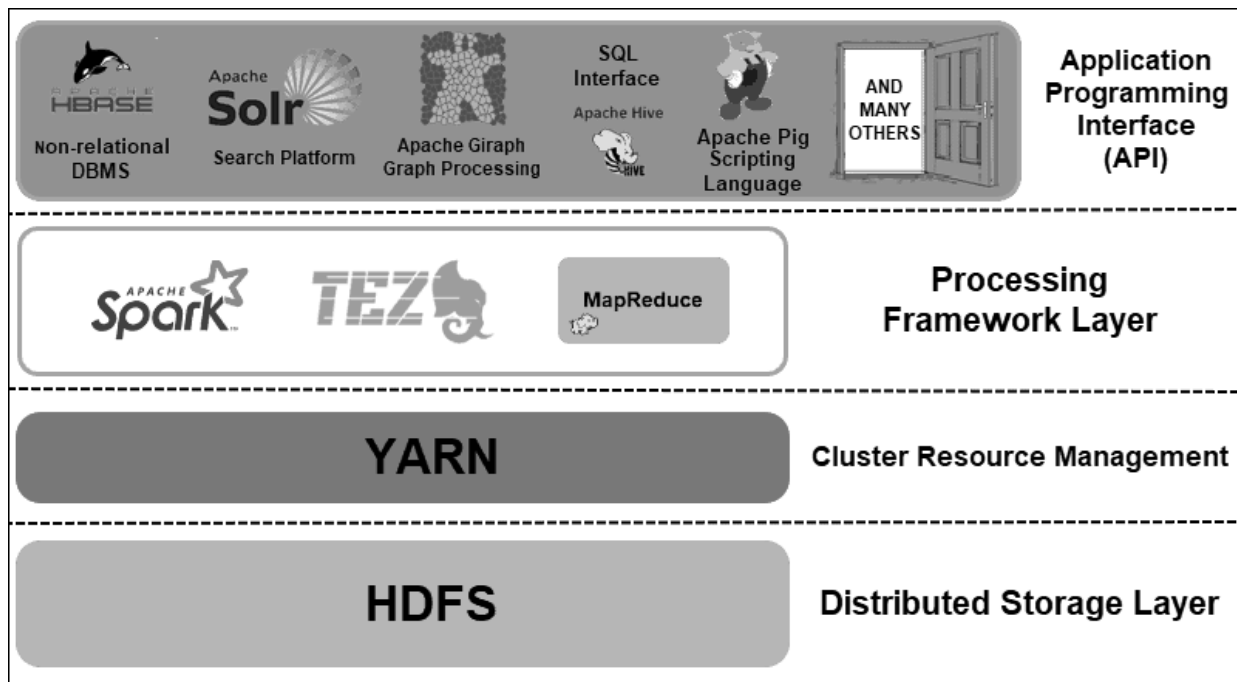 APACHE
HBASE
Non-relational
DBMS
Apache
Solr
Search Platform
Apache Giraph
Graph Processing
SQL
Interface
Apache Hive
HIVE
Apache Pig
Scripting
Language
AND
MANY
OTHERS
Application
Programming
Interface
(API)
APACHE
Spark
TM
TEZ
MapReduce
Processing
Framework Layer
YARN
Cluster Resource Management
HDFS
Distributed Storage Layer